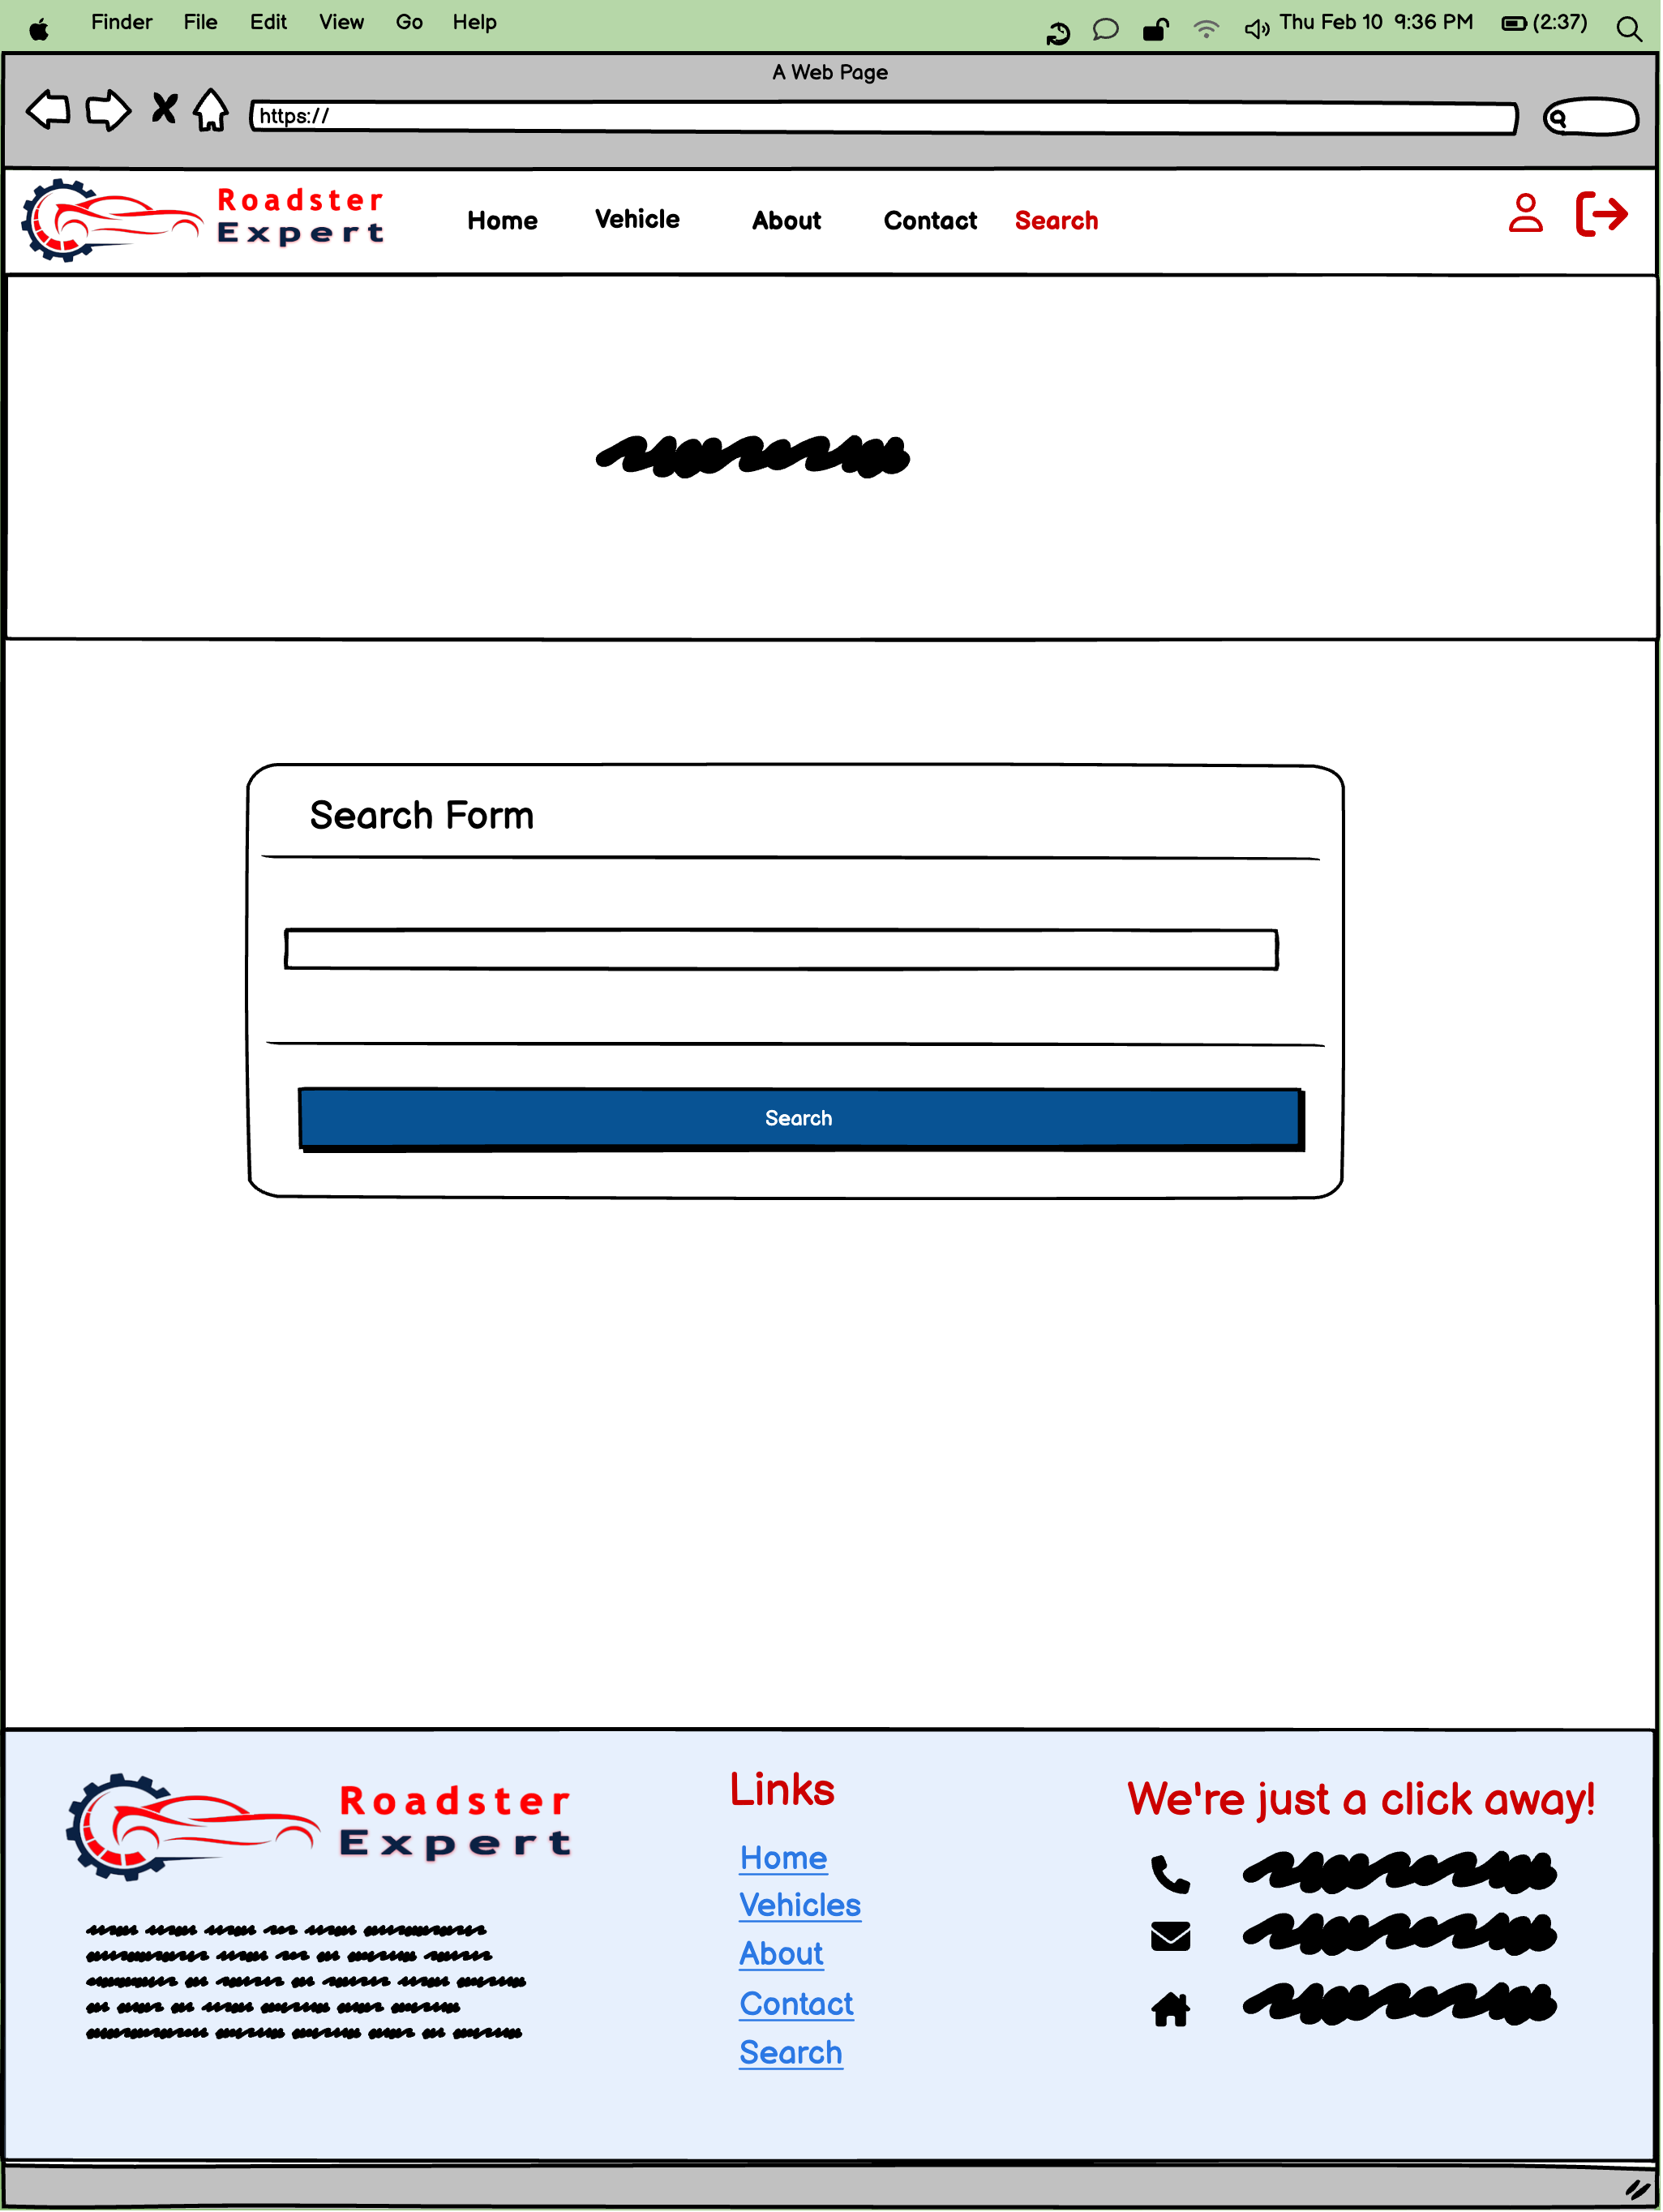 Finder File Edit View Go Help Thu Feb 10 9:36 PM (2:37)
A Web Page
https://
Roadster
Expert
Home Vehicle About Contact Search
Search Form
Search
Roadster
Expert
Links
Home
Vehicles
About
Contact
Search
We're just a click away!